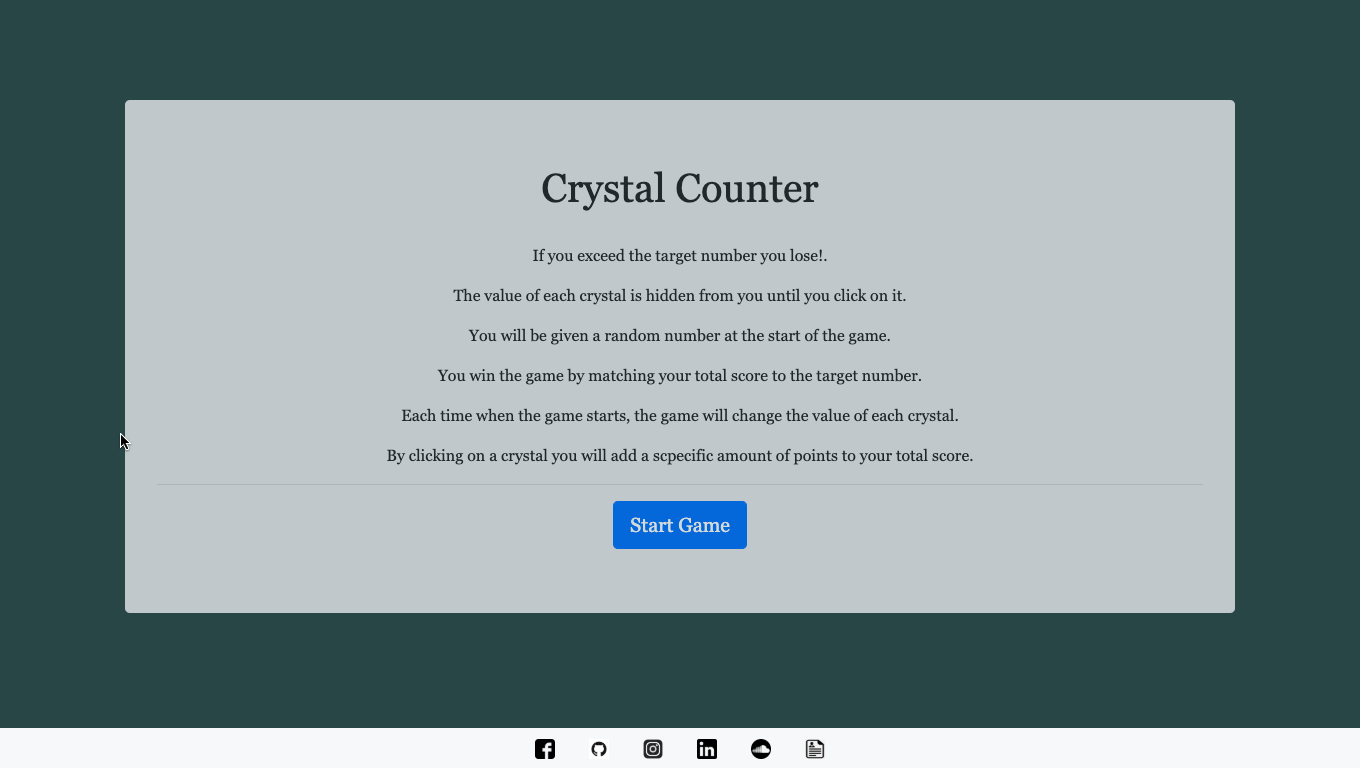 Crystal Counter
If you exceed the target number you lose!.
The value of each crystal is hidden from you until you click on it.
You will be given a random number at the start of the game.
You win the game by matching your total score to the target number.
Each time when the game starts, the game will change the value of each crystal.
By clicking on a crystal you will add a scpecific amount of points to your total score.
Start Game